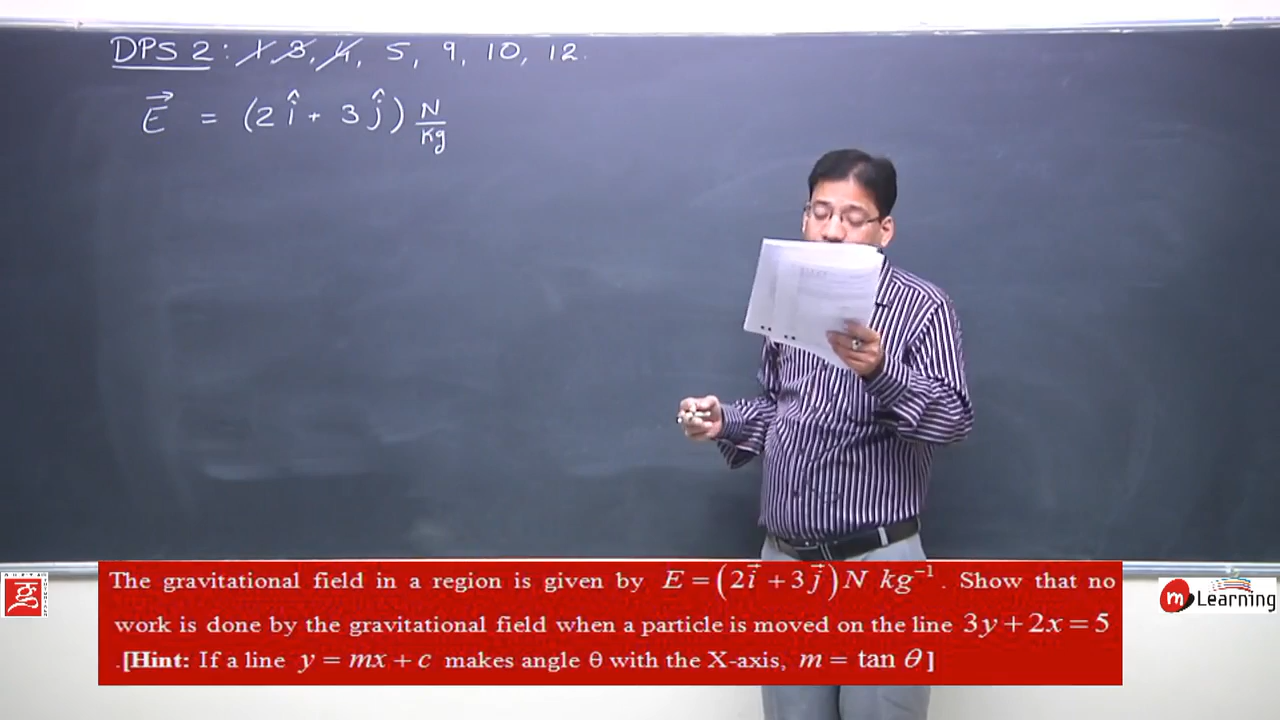 DPS 2: 1, 3, 4, 5, 9, 10, 12.
E⃗ = (2î + 3ĵ) N/Kg
The gravitational field in a region is given by E = (2i⃗ + 3j⃗) N kg⁻¹. Show that no
work is done by the gravitational field when a particle is moved on the line 3y + 2x = 5
.[Hint: If a line y = mx + c makes angle θ with the X-axis, m = tan θ]
m Learning